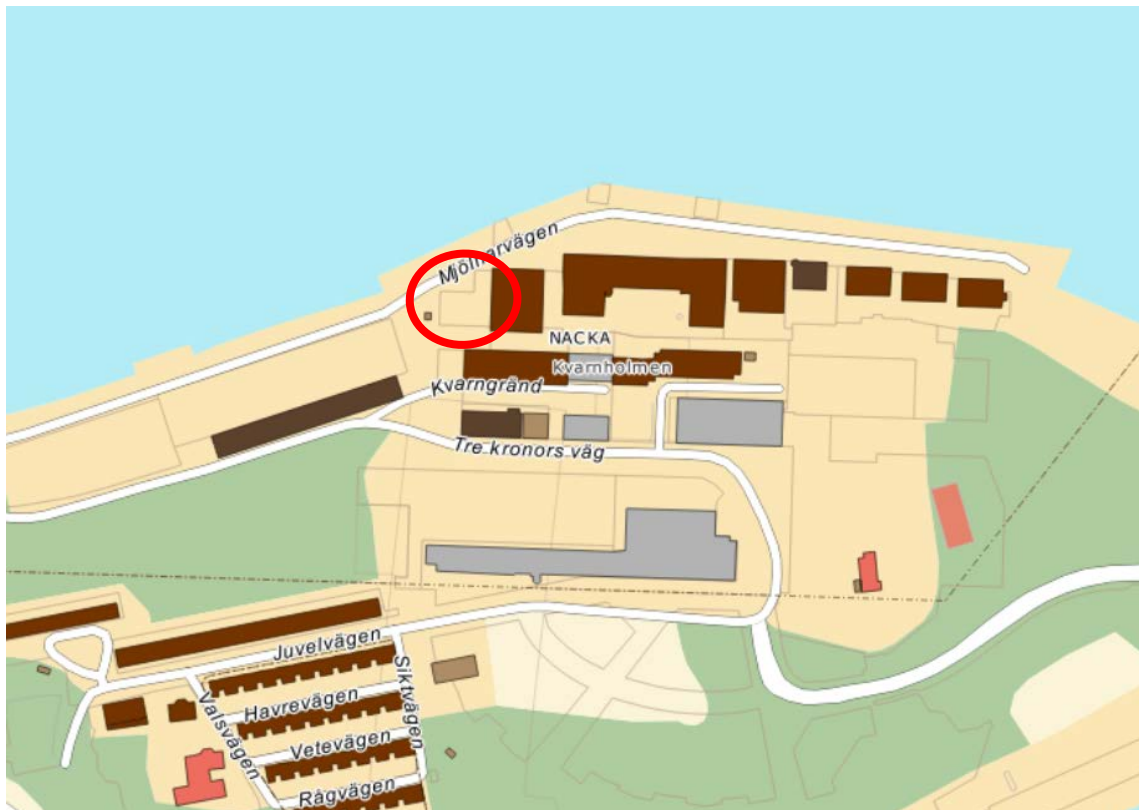 Mjölnarvägen
NACKA
Kvarnholmen
Kvarngränd
Tre kronors väg
Juvelvägen
Siktvägen
Valsvägen
Havrevägen
Vetevägen
Rågvägen